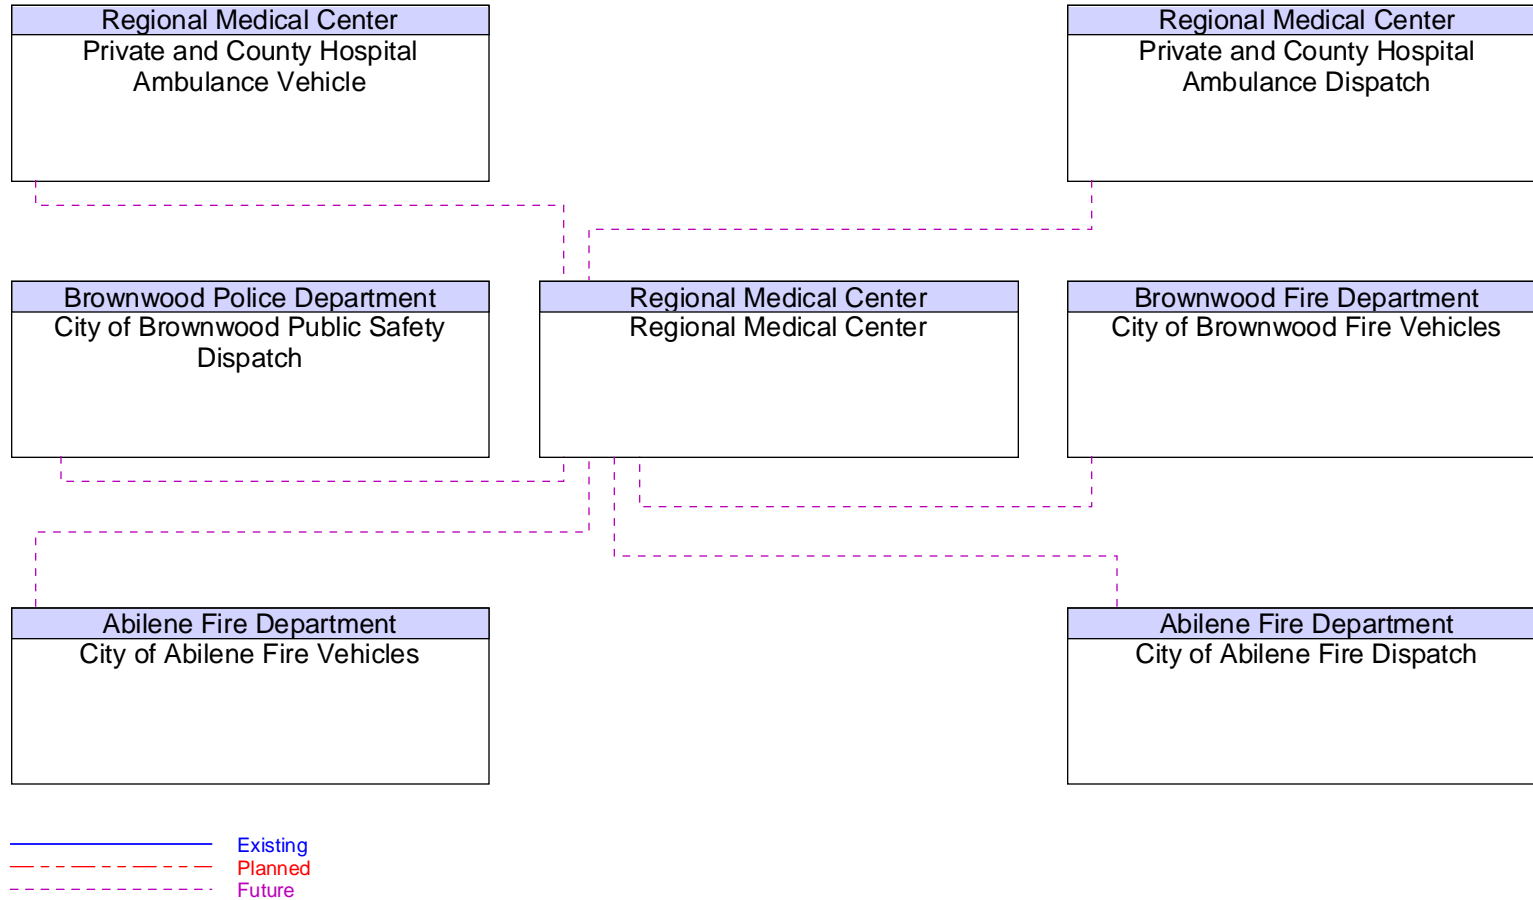 Regional Medical Center
Private and County Hospital
Ambulance Vehicle
Regional Medical Center
Private and County Hospital
Ambulance Dispatch
Brownwood Police Department
City of Brownwood Public Safety
Dispatch
Regional Medical Center
Regional Medical Center
Brownwood Fire Department
City of Brownwood Fire Vehicles
Abilene Fire Department
City of Abilene Fire Vehicles
Abilene Fire Department
City of Abilene Fire Dispatch
Existing
Planned
Future